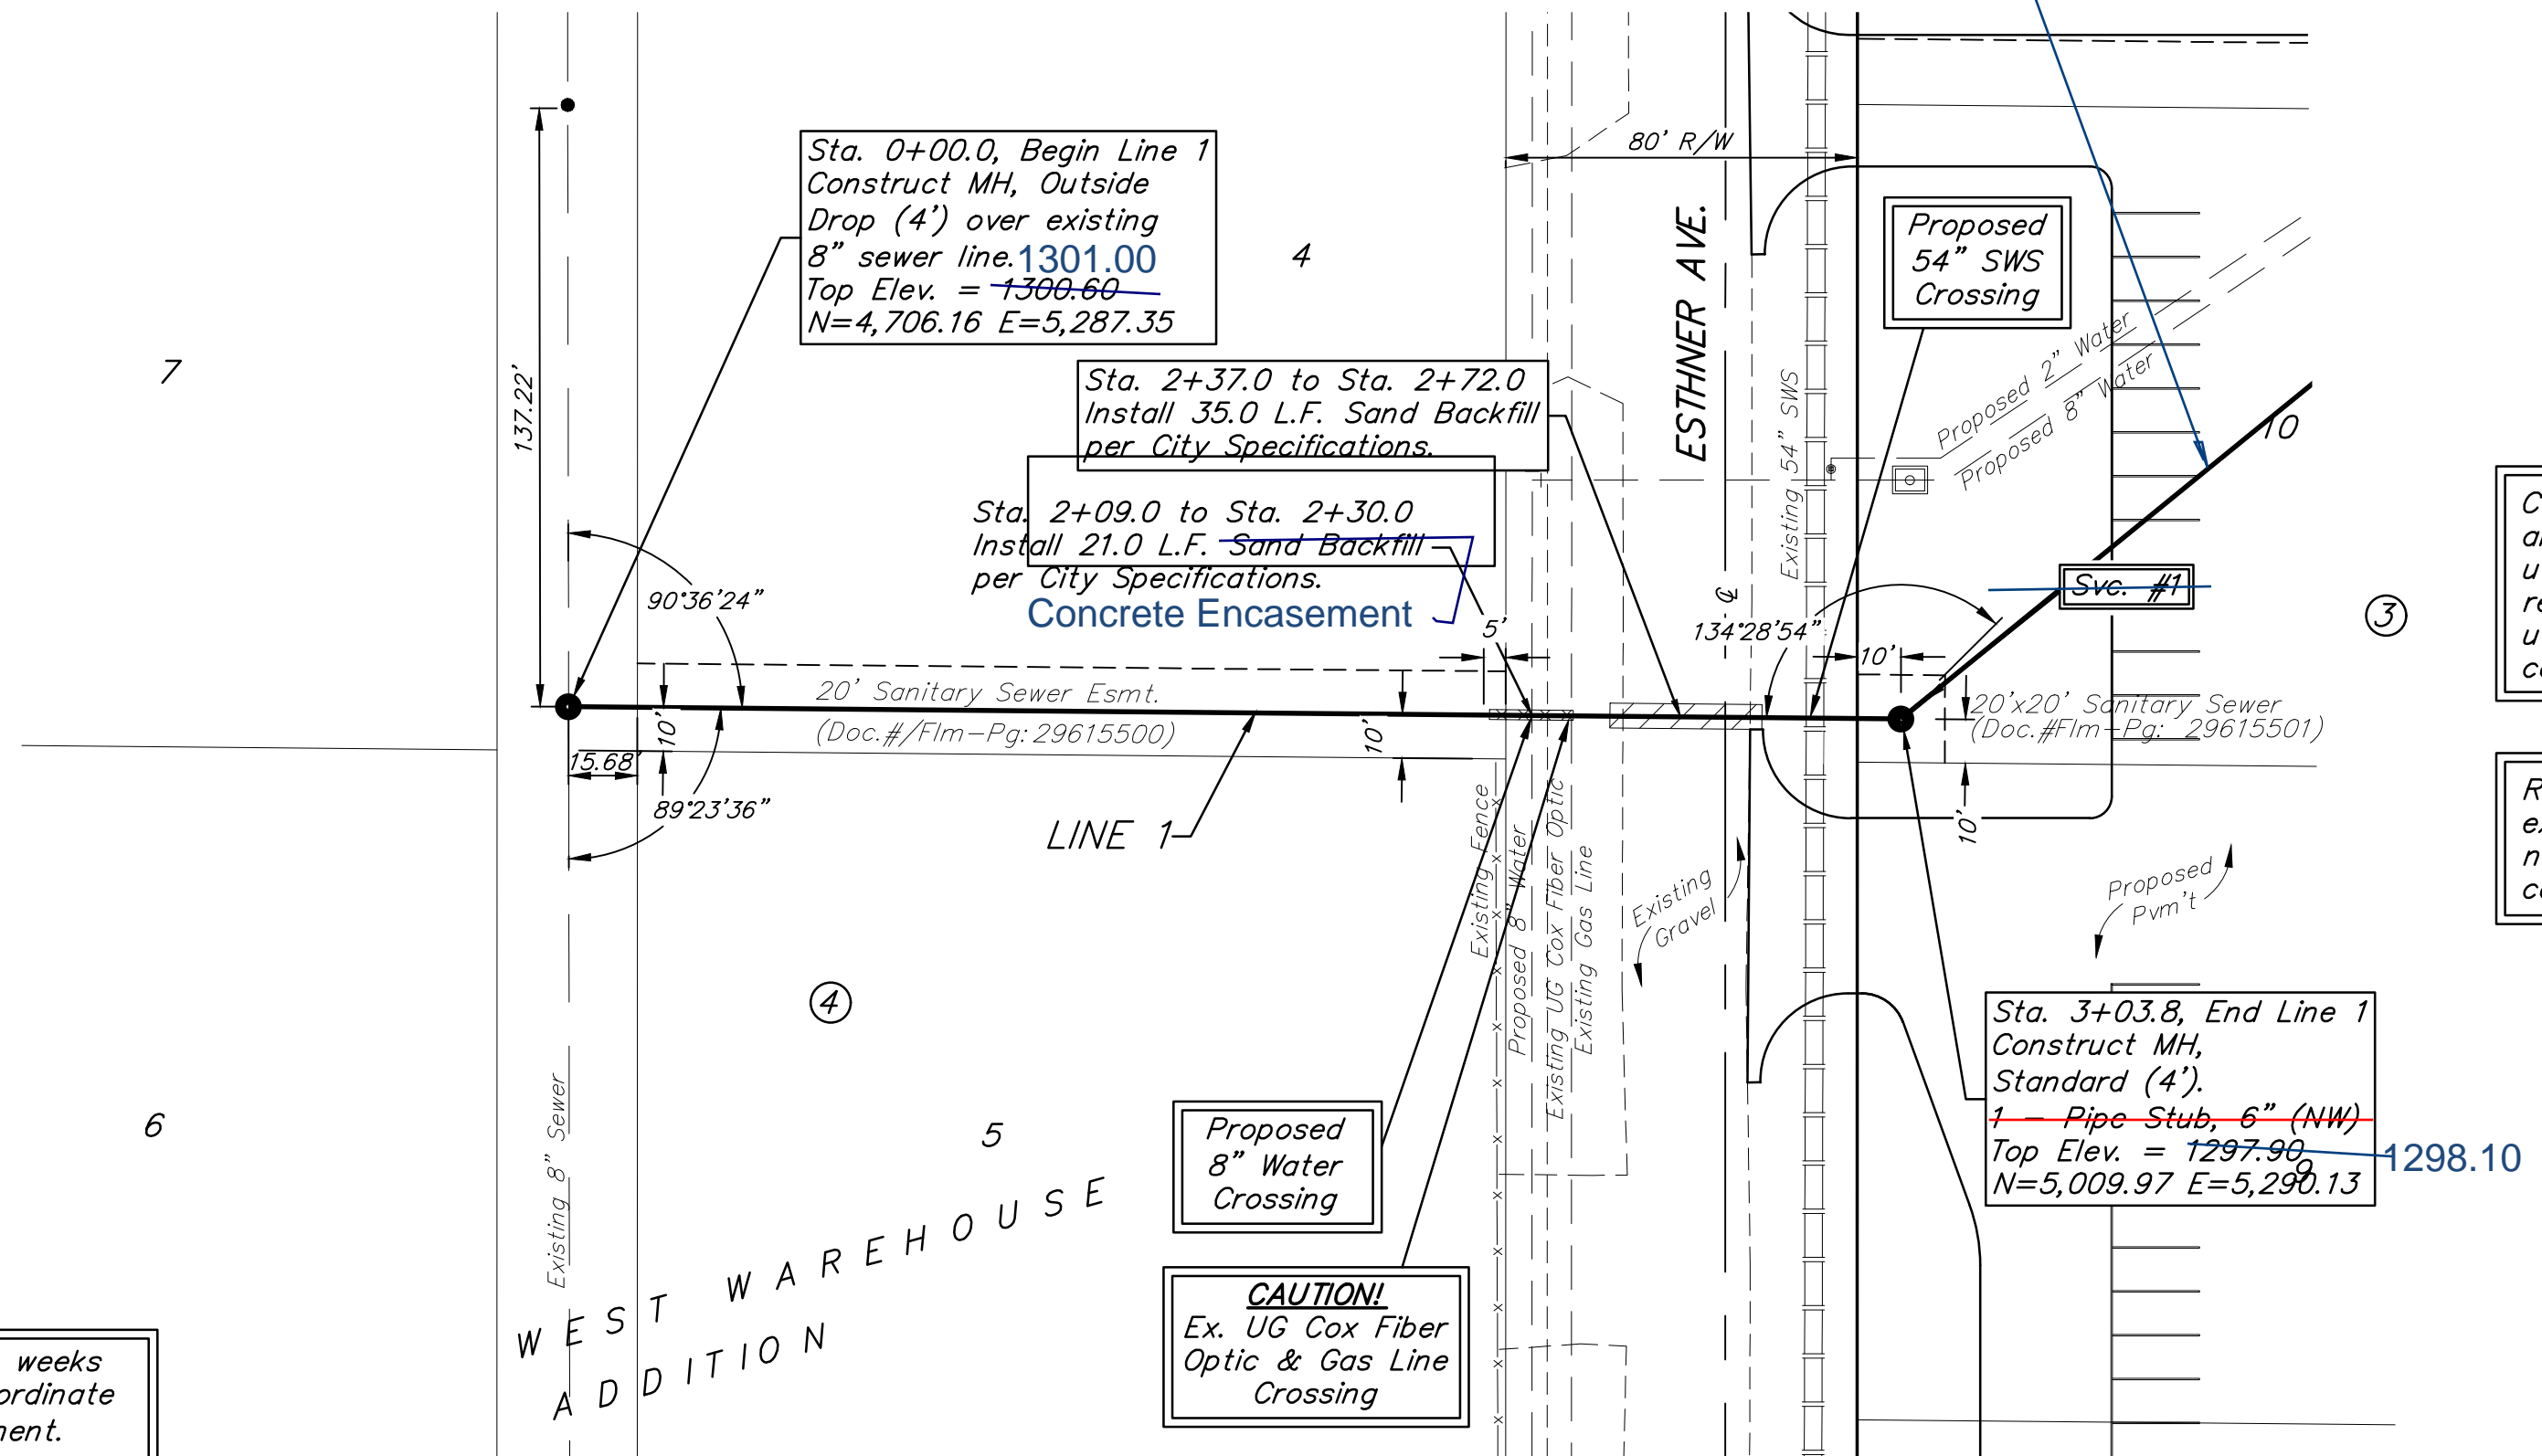 80' R/W
Sta. 0+00.0, Begin Line 1
Construct MH, Outside
Drop (4') over existing
8" sewer line.
1301.00
Top Elev. = 1300.60
N=4,706.16 E=5,287.35
4
7
137.22'
Proposed
54" SWS
Crossing
ESTHNER AVE.
Existing 54" SWS
Proposed 2" Water
Proposed 8" Water
10
Sta. 2+37.0 to Sta. 2+72.0
Install 35.0 L.F. Sand Backfill
per City Specifications.
Sta. 2+09.0 to Sta. 2+30.0
Install 21.0 L.F. Sand Backfill
per City Specifications.
Concrete Encasement
90°36'24"
5'
℄
134°28'54"
10'
Svc. #1
3
20' Sanitary Sewer Esmt.
(Doc.#/Flm-Pg: 29615500)
10'
10'
15.68'
89°23'36"
LINE 1
20'x20' Sanitary Sewer
(Doc.#Flm-Pg: 29615501)
10'
Existing Fence
Proposed 8" Water
Existing UG Cox Fiber Optic
Existing Gas Line
Existing
Gravel
Proposed
Pvm't
4
6
5
Existing 8" Sewer
WEST WAREHOUSE
ADDITION
Proposed
8" Water
Crossing
CAUTION!
Ex. UG Cox Fiber
Optic & Gas Line
Crossing
Sta. 3+03.8, End Line 1
Construct MH,
Standard (4').
1 - Pipe Stub, 6" (NW)
Top Elev. = 1297.90
9
1298.10
N=5,009.97 E=5,290.13
weeks
ordinate
ment.